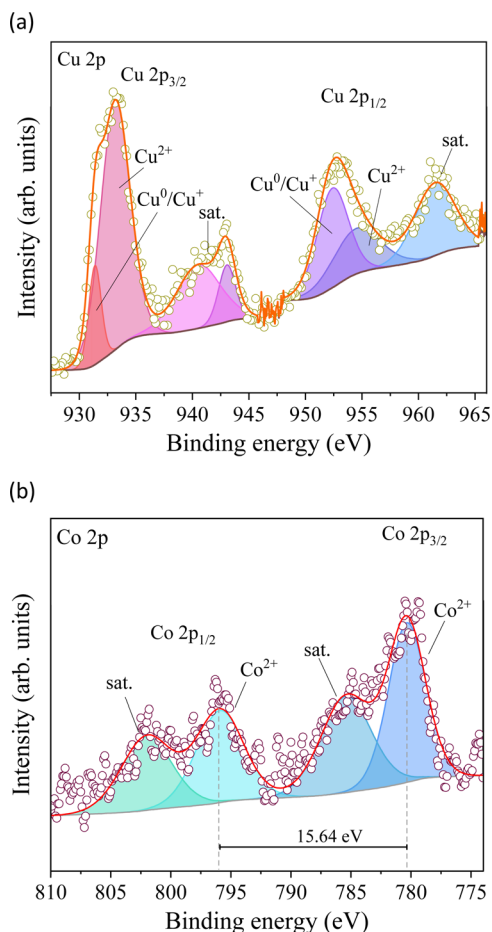 (a)
Cu 2p
Cu 2p3/2
Cu 2p1/2
Cu2+
Cu0/Cu+
sat.
Cu0/Cu+
Cu2+
sat.
Intensity (arb. units)
930 935 940 945 950 955 960 965
Binding energy (eV)
(b)
Co 2p
Co 2p3/2
Co2+
Co 2p1/2
sat.
Co2+
sat.
15.64 eV
Intensity (arb. units)
810 805 800 795 790 785 780 775
Binding energy (eV)